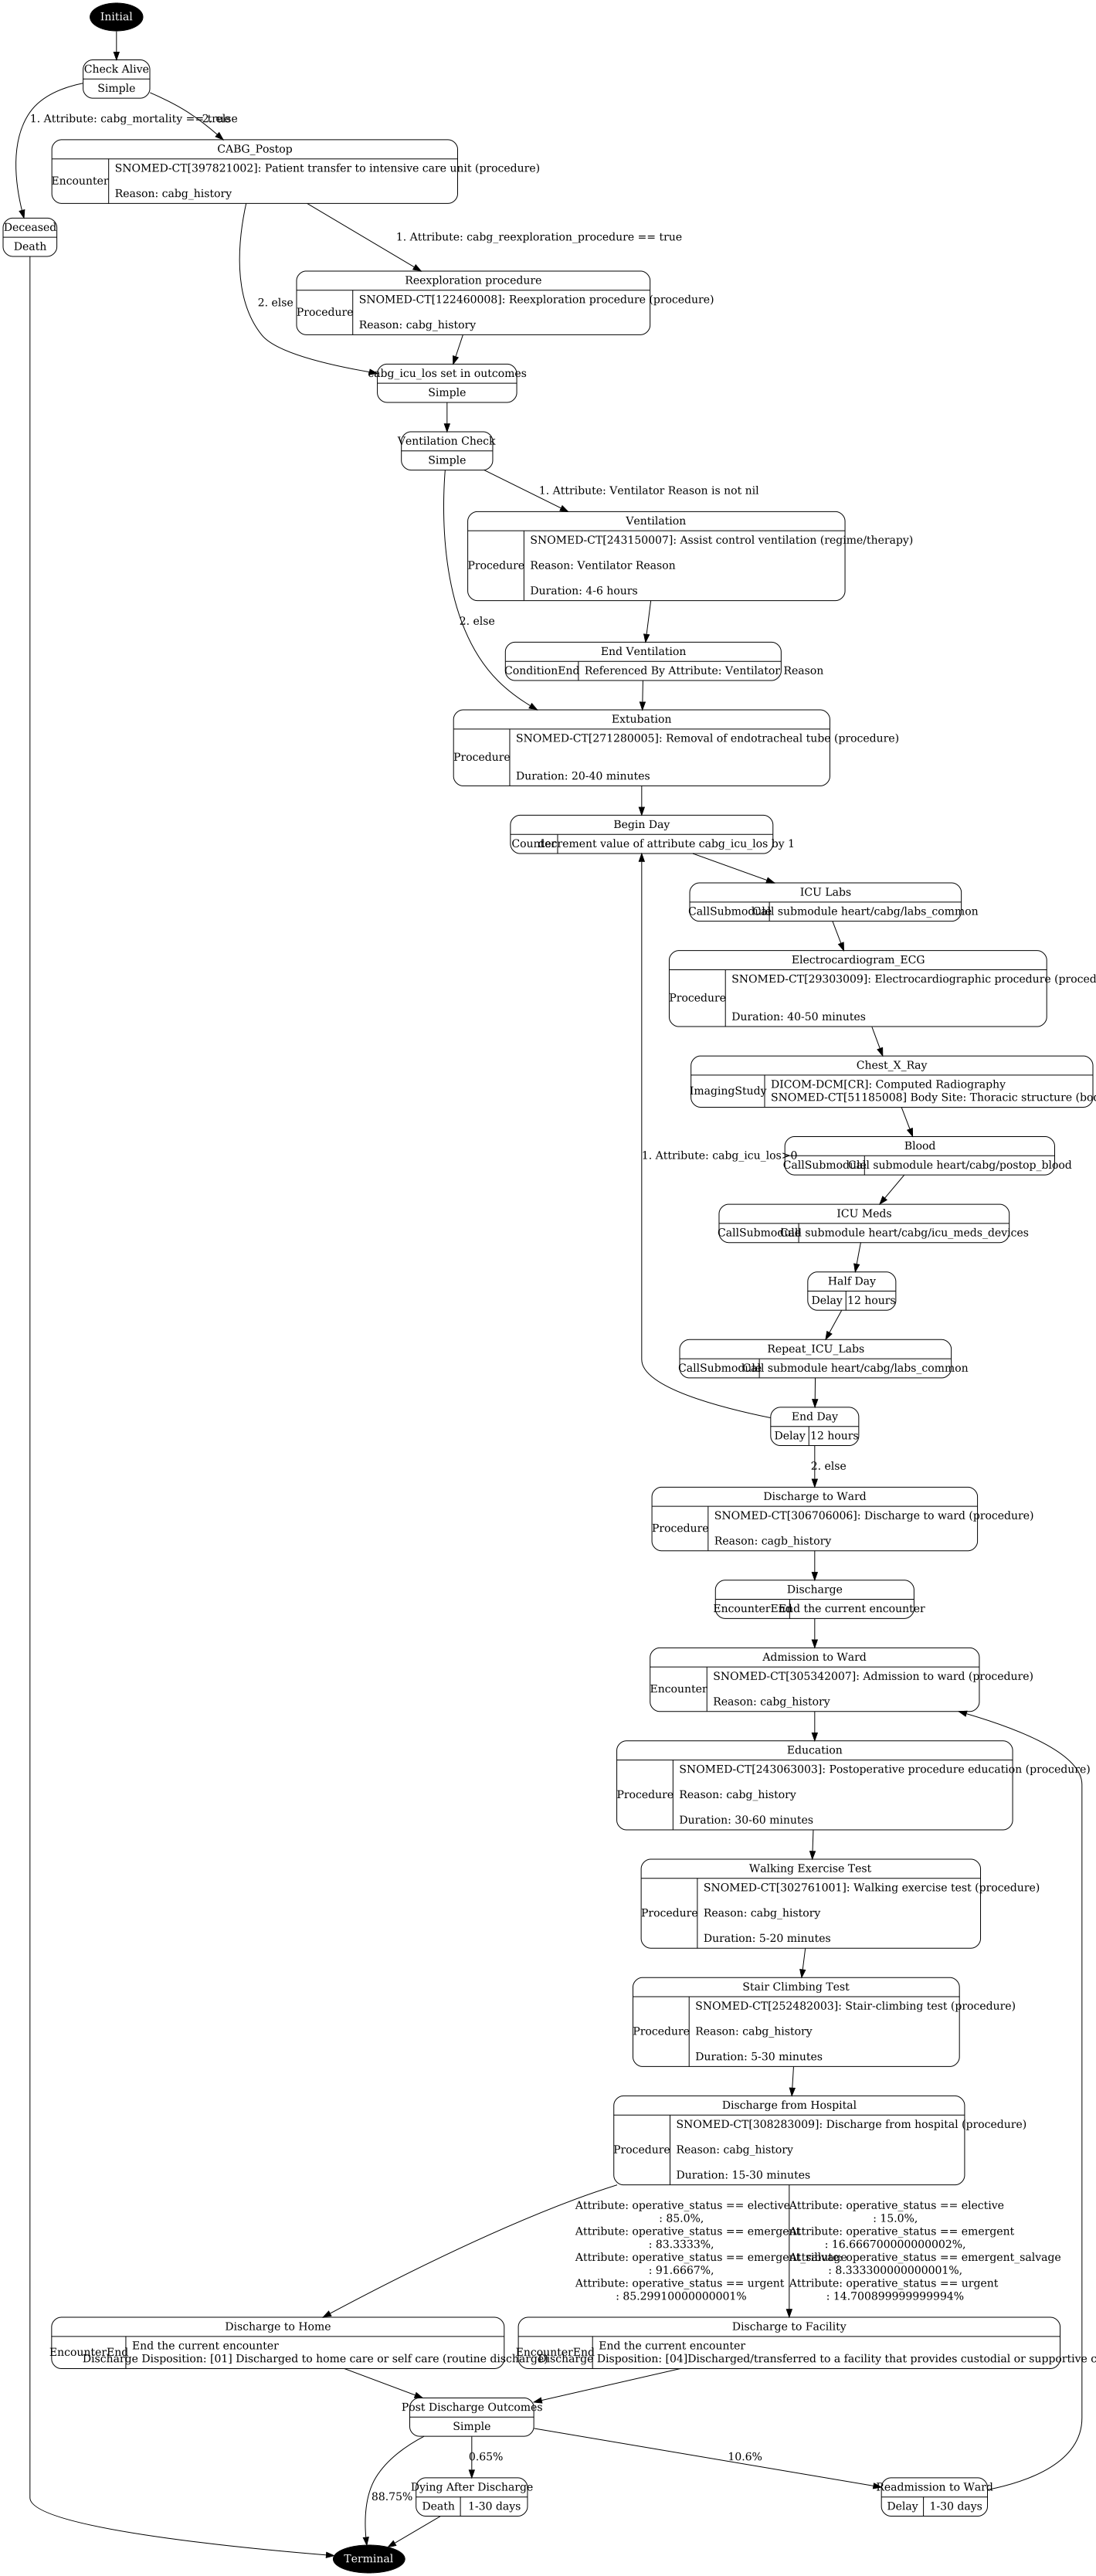 Initial
Check Alive
Simple
1. Attribute: cabg_mortality == true
2. else
CABG_Postop
Encounter
SNOMED-CT[397821002]: Patient transfer to intensive care unit (procedure)
Reason: cabg_history
Deceased
Death
1. Attribute: cabg_reexploration_procedure == true
2. else
Reexploration procedure
Procedure
SNOMED-CT[122460008]: Reexploration procedure (procedure)
Reason: cabg_history
cabg_icu_los set in outcomes
Simple
Ventilation Check
Simple
1. Attribute: Ventilator Reason is not nil
Ventilation
Procedure
SNOMED-CT[243150007]: Assist control ventilation (regime/therapy)
Reason: Ventilator Reason
Duration: 4-6 hours
2. else
End Ventilation
ConditionEnd
Referenced By Attribute: Ventilator Reason
Extubation
Procedure
SNOMED-CT[271280005]: Removal of endotracheal tube (procedure)
Duration: 20-40 minutes
Begin Day
Counter
decrement value of attribute cabg_icu_los by 1
ICU Labs
CallSubmodule
Call submodule heart/cabg/labs_common
Electrocardiogram_ECG
Procedure
SNOMED-CT[29303009]: Electrocardiographic procedure (proced
Duration: 40-50 minutes
Chest_X_Ray
ImagingStudy
DICOM-DCM[CR]: Computed Radiography
SNOMED-CT[51185008] Body Site: Thoracic structure (bod
1. Attribute: cabg_icu_los>0
Blood
CallSubmodule
Call submodule heart/cabg/postop_blood
ICU Meds
CallSubmodule
Call submodule heart/cabg/icu_meds_devices
Half Day
Delay
12 hours
Repeat_ICU_Labs
CallSubmodule
Call submodule heart/cabg/labs_common
End Day
Delay
12 hours
2. else
Discharge to Ward
Procedure
SNOMED-CT[306706006]: Discharge to ward (procedure)
Reason: cagb_history
Discharge
EncounterEnd
End the current encounter
Admission to Ward
Encounter
SNOMED-CT[305342007]: Admission to ward (procedure)
Reason: cabg_history
Education
Procedure
SNOMED-CT[243063003]: Postoperative procedure education (procedure)
Reason: cabg_history
Duration: 30-60 minutes
Walking Exercise Test
Procedure
SNOMED-CT[302761001]: Walking exercise test (procedure)
Reason: cabg_history
Duration: 5-20 minutes
Stair Climbing Test
Procedure
SNOMED-CT[252482003]: Stair-climbing test (procedure)
Reason: cabg_history
Duration: 5-30 minutes
Discharge from Hospital
Procedure
SNOMED-CT[308283009]: Discharge from hospital (procedure)
Reason: cabg_history
Duration: 15-30 minutes
Attribute: operative_status == elective
: 85.0%,
Attribute: operative_status == emergent
: 83.3333%,
Attribute: operative_status == emergent_salvage
: 91.6667%,
Attribute: operative_status == urgent
: 85.29910000000001%
Attribute: operative_status == elective
: 15.0%,
Attribute: operative_status == emergent
: 16.666700000000002%,
Attribute: operative_status == emergent_salvage
: 8.333300000000001%,
Attribute: operative_status == urgent
: 14.700899999999994%
Discharge to Home
EncounterEnd
End the current encounter
Discharge Disposition: [01] Discharged to home care or self care (routine discharge)
Discharge to Facility
EncounterEnd
End the current encounter
Discharge Disposition: [04]Discharged/transferred to a facility that provides custodial or supportive c
Post Discharge Outcomes
Simple
0.65%
10.6%
88.75%
Dying After Discharge
Death
1-30 days
Readmission to Ward
Delay
1-30 days
Terminal